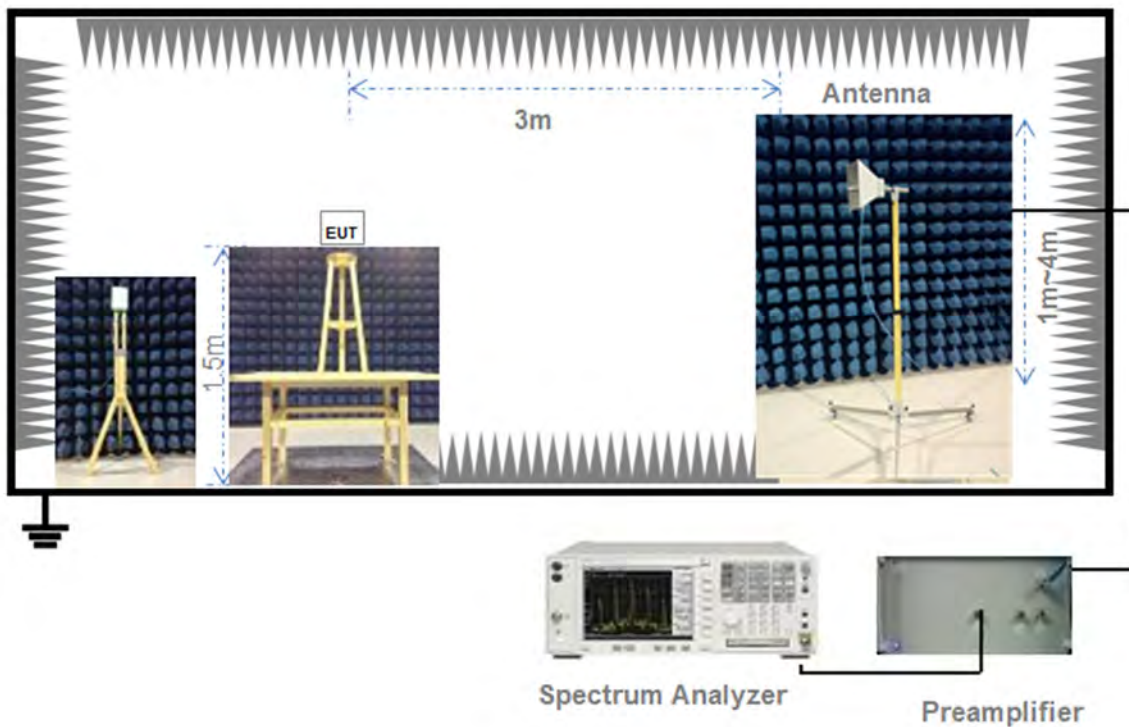 Antenna
3m
EUT
1.5m
1m~4m
Spectrum Analyzer
Preamplifier